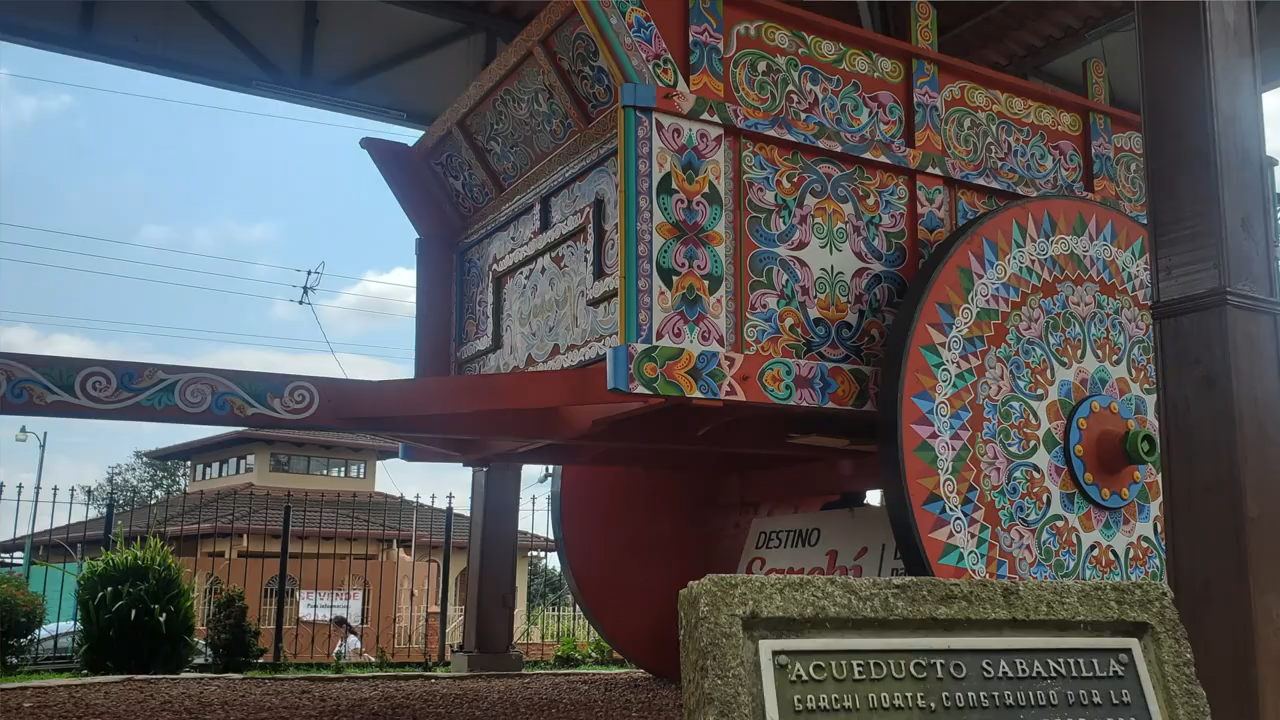 SE VENDE
DESTINO
Sarchí
ACUEDUCTO SABANILLA
SARCHI NORTE, CONSTRUIDO POR LA